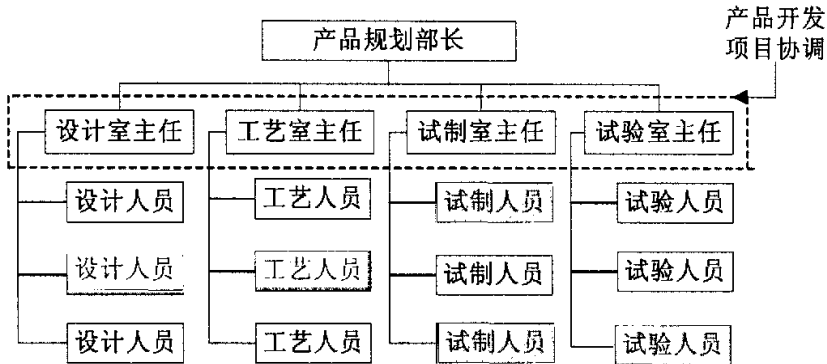 产品开发
项目协调
产品规划部长
设计室主任 工艺室主任 试制室主任 试验室主任
设计人员 工艺人员 试制人员 试验人员
设计人员 工艺人员 试制人员 试验人员
设计人员 工艺人员 试制人员 试验人员